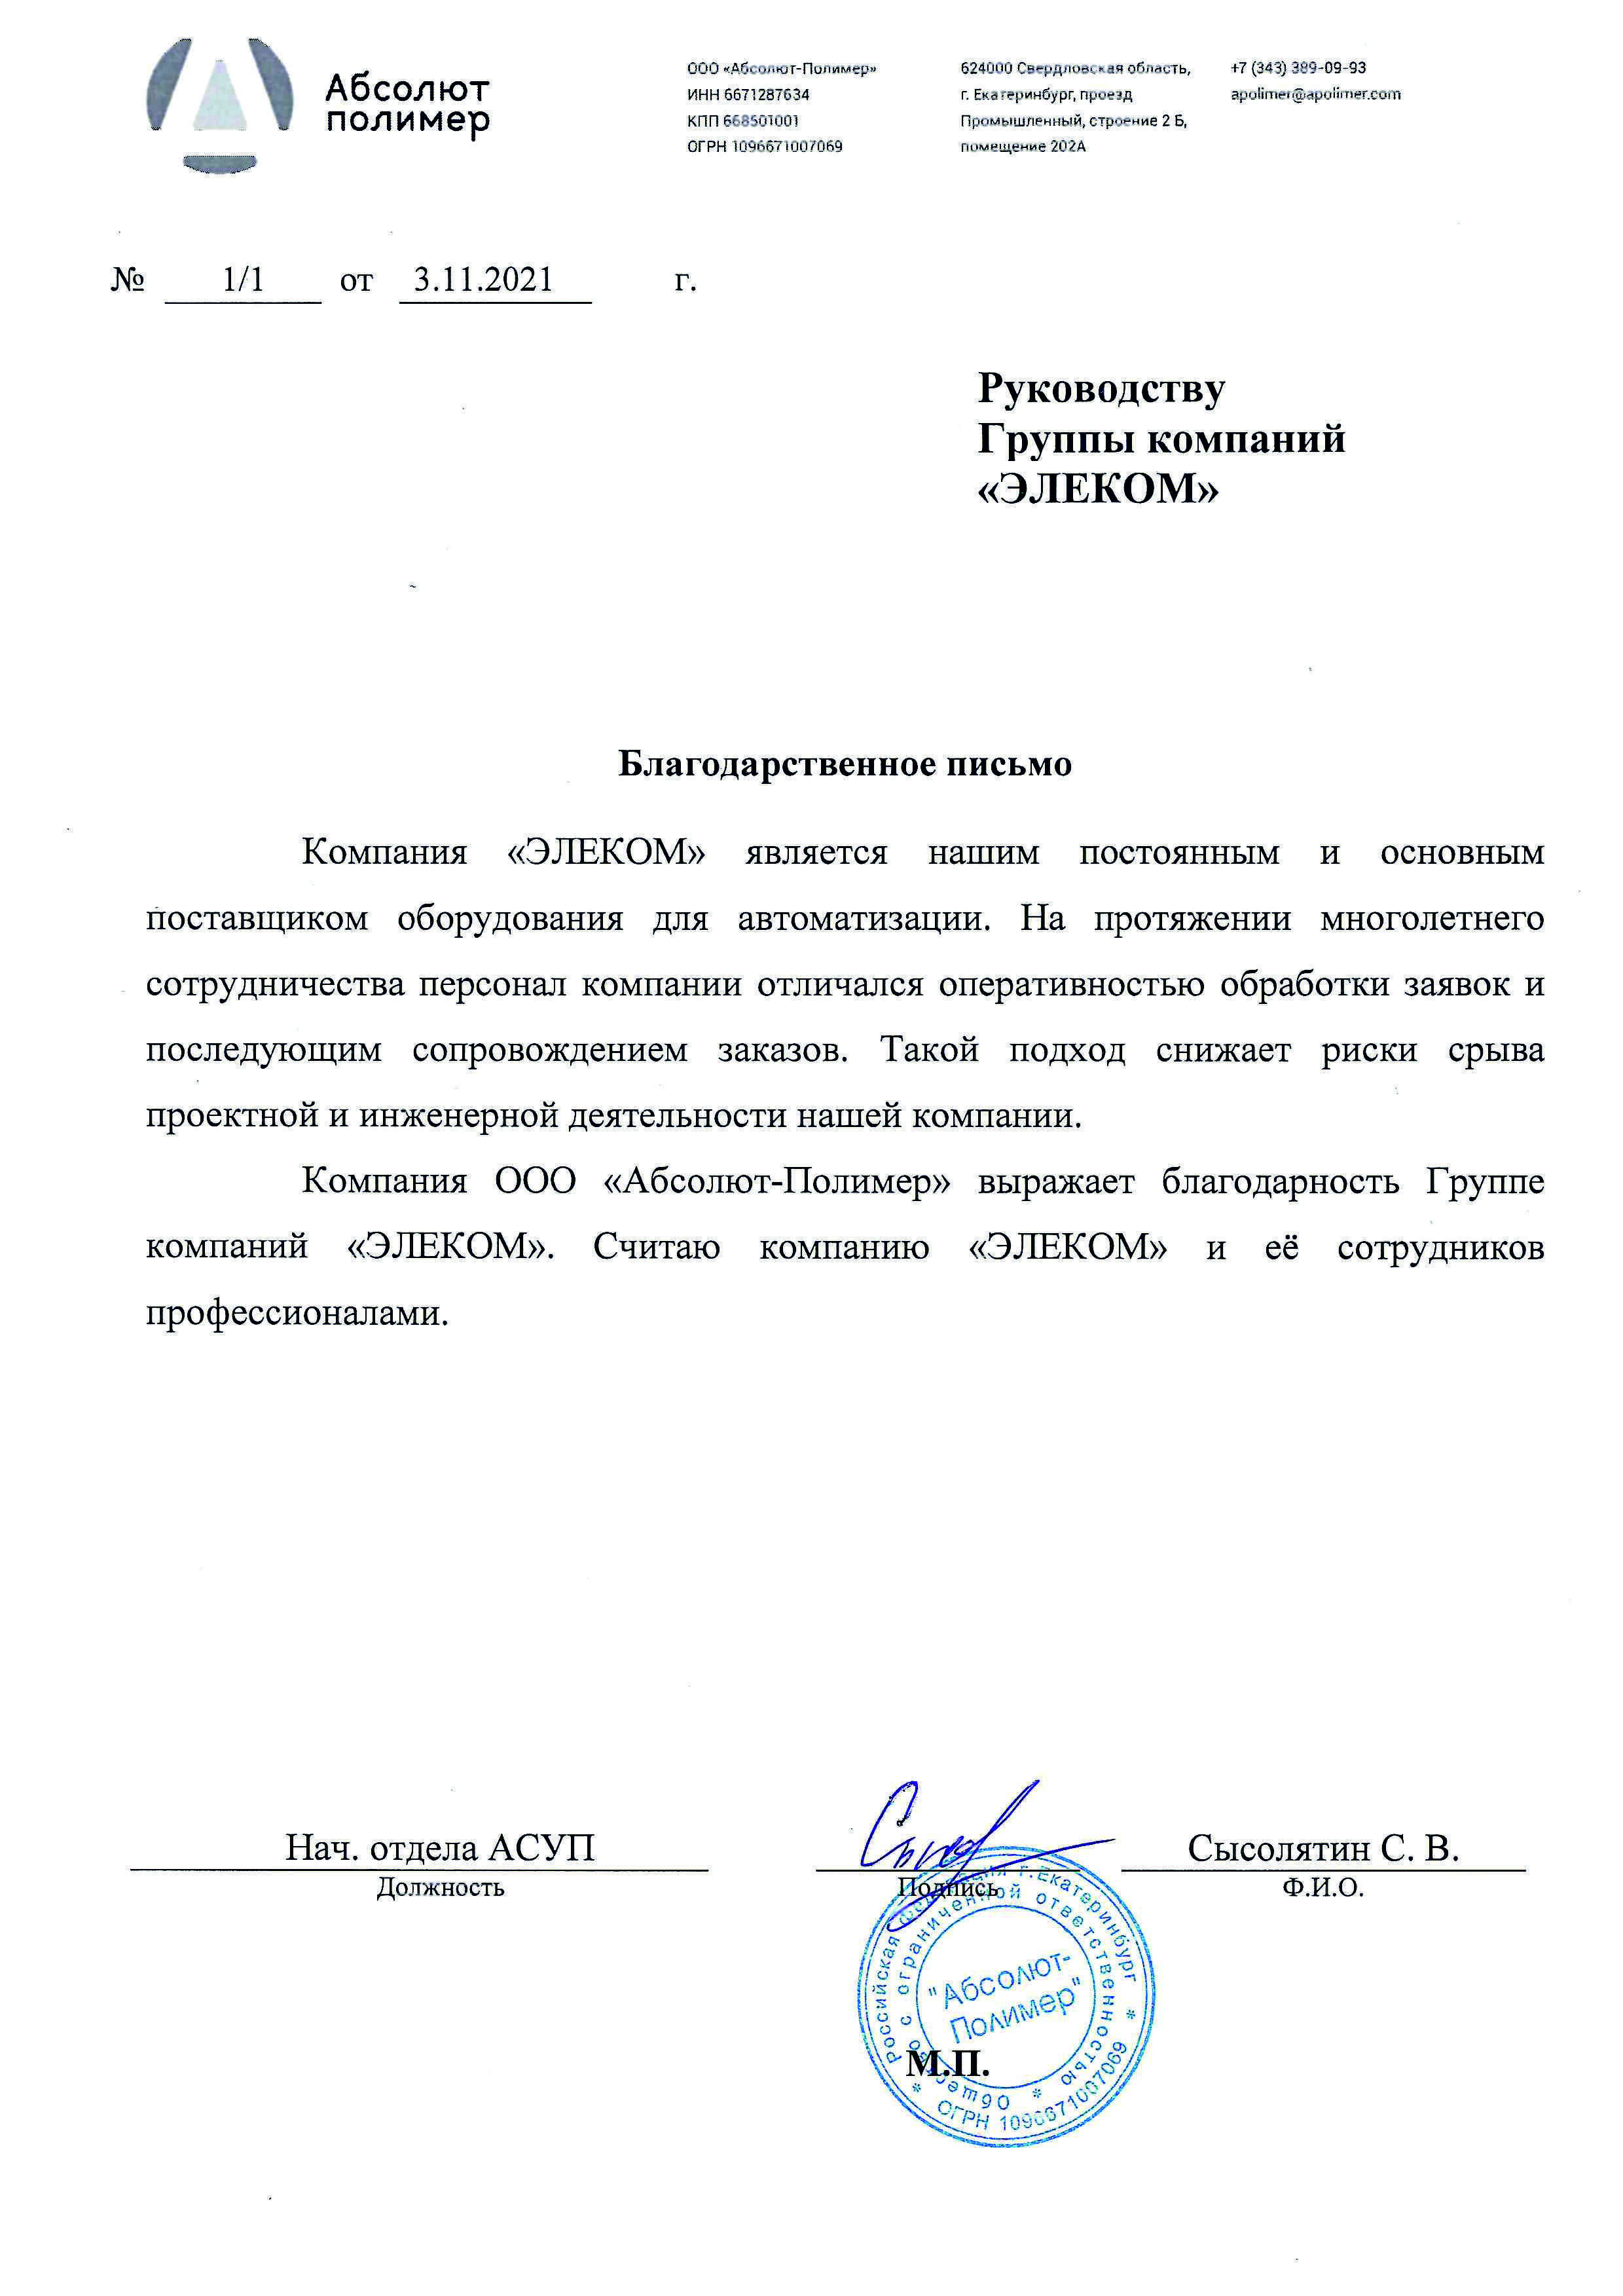 Абсолют
полимер
ООО «Абсолют-Полимер»
ИНН 6671287634
КПП 668501001
ОГРН 1096671007069
624000 Свердловская область,
г. Екатеринбург, проезд
Промышленный, строение 2 Б,
помещение 202А
+7 (343) 389-09-93
apolimer@apolimer.com
№ 1/1 от 3.11.2021 г.
Руководству
Группы компаний
«ЭЛЕКОМ»
Благодарственное письмо
Компания «ЭЛЕКОМ» является нашим постоянным и основным
поставщиком оборудования для автоматизации. На протяжении многолетнего
сотрудничества персонал компании отличался оперативностью обработки заявок и
последующим сопровождением заказов. Такой подход снижает риски срыва
проектной и инженерной деятельности нашей компании.
Компания ООО «Абсолют-Полимер» выражает благодарность Группе
компаний «ЭЛЕКОМ». Считаю компанию «ЭЛЕКОМ» и её сотрудников
профессионалами.
Нач. отдела АСУП Сысолятин С. В.
Должность Подпись Ф.И.О.
Российская Федерация г.Екатеринбург
* ОГРН 1096671007069 *
Общество с ограниченной ответственностью *
"Абсолют-
Полимер"
М.П.